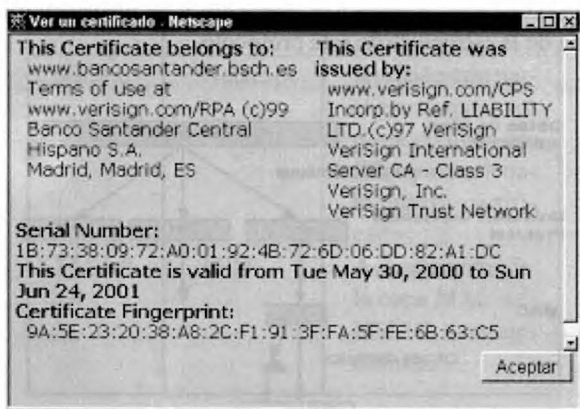 Ver un certificado - Netscape
This Certificate belongs to:
www.bancosantander.bsch.es
Terms of use at
www.verisign.com/RPA (c)99
Banco Santander Central
Hispano S.A.
Madrid, Madrid, ES
This Certificate was
issued by:
www.verisign.com/CPS
Incorp.by Ref. LIABILITY
LTD.(c)97 VeriSign
VeriSign International
Server CA - Class 3
VeriSign, Inc.
VeriSign Trust Network
Serial Number:
1B:73:38:09:72:A0:01:92:4B:72:6D:06:DD:82:A1:DC
This Certificate is valid from Tue May 30, 2000 to Sun
Jun 24, 2001
Certificate Fingerprint:
9A:5E:23:20:38:A8:2C:F1:91:3F:FA:5F:FE:6B:63:C5
Aceptar